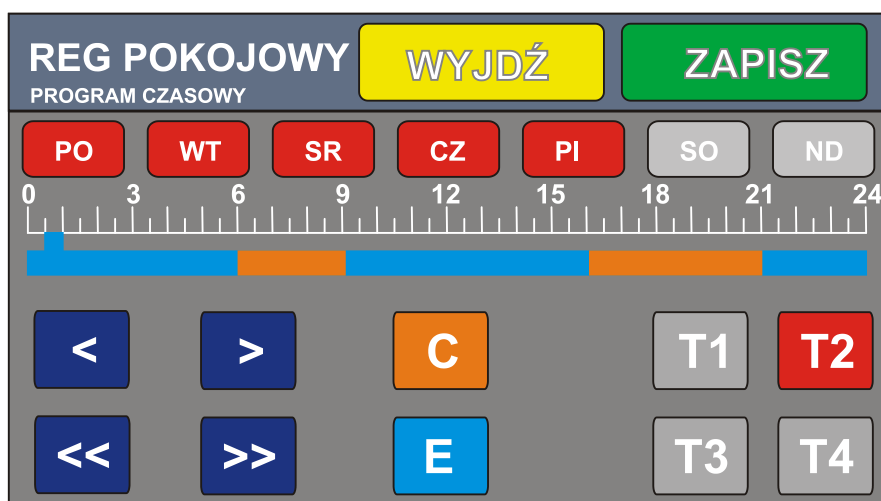 REG POKOJOWY
PROGRAM CZASOWY
WYJDŹ
ZAPISZ
PO WT SR CZ PI SO ND
0 3 6 9 12 15 18 21 24
< > C T1 T2
<< >> E T3 T4